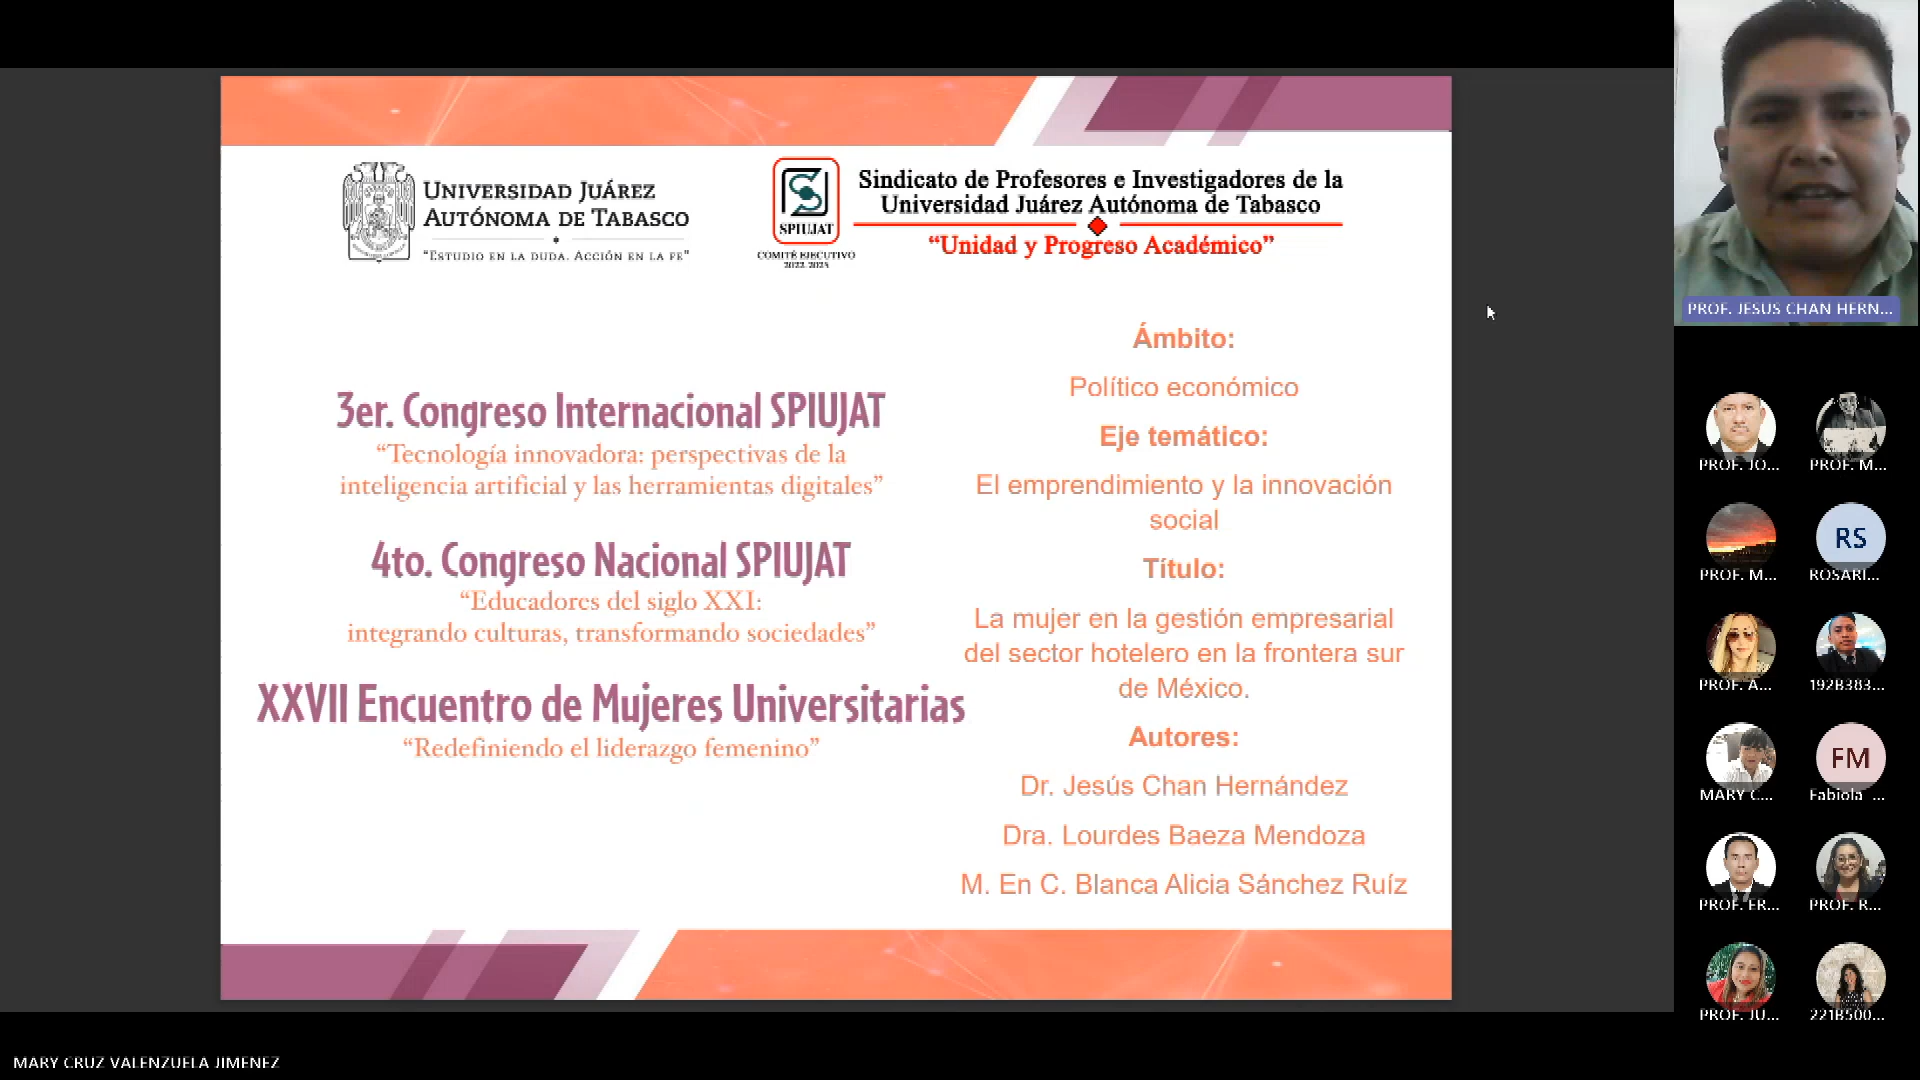 UNIVERSIDAD JUÁREZ
AUTÓNOMA DE TABASCO
“ESTUDIO EN LA DUDA. ACCIÓN EN LA FE”
SPIUJAT
COMITÉ EJECUTIVO
2022-2025
Sindicato de Profesores e Investigadores de la
Universidad Juárez Autónoma de Tabasco
“Unidad y Progreso Académico”
3er. Congreso Internacional SPIUJAT
“Tecnología innovadora: perspectivas de la
inteligencia artificial y las herramientas digitales”
4to. Congreso Nacional SPIUJAT
“Educadores del siglo XXI:
integrando culturas, transformando sociedades”
XXVII Encuentro de Mujeres Universitarias
“Redefiniendo el liderazgo femenino”
Ámbito:
Político económico
Eje temático:
El emprendimiento y la innovación
social
Título:
La mujer en la gestión empresarial
del sector hotelero en la frontera sur
de México.
Autores:
Dr. Jesús Chan Hernández
Dra. Lourdes Baeza Mendoza
M. En C. Blanca Alicia Sánchez Ruíz
PROF. JESUS CHAN HERN...
PROF. JO...
PROF. M...
PROF. M...
RS
ROSARI...
PROF. A...
192B383...
MARY C...
FM
Fabiola ...
PROF. ER...
PROF. R...
PROF. JU...
221B500...
MARY CRUZ VALENZUELA JIMENEZ